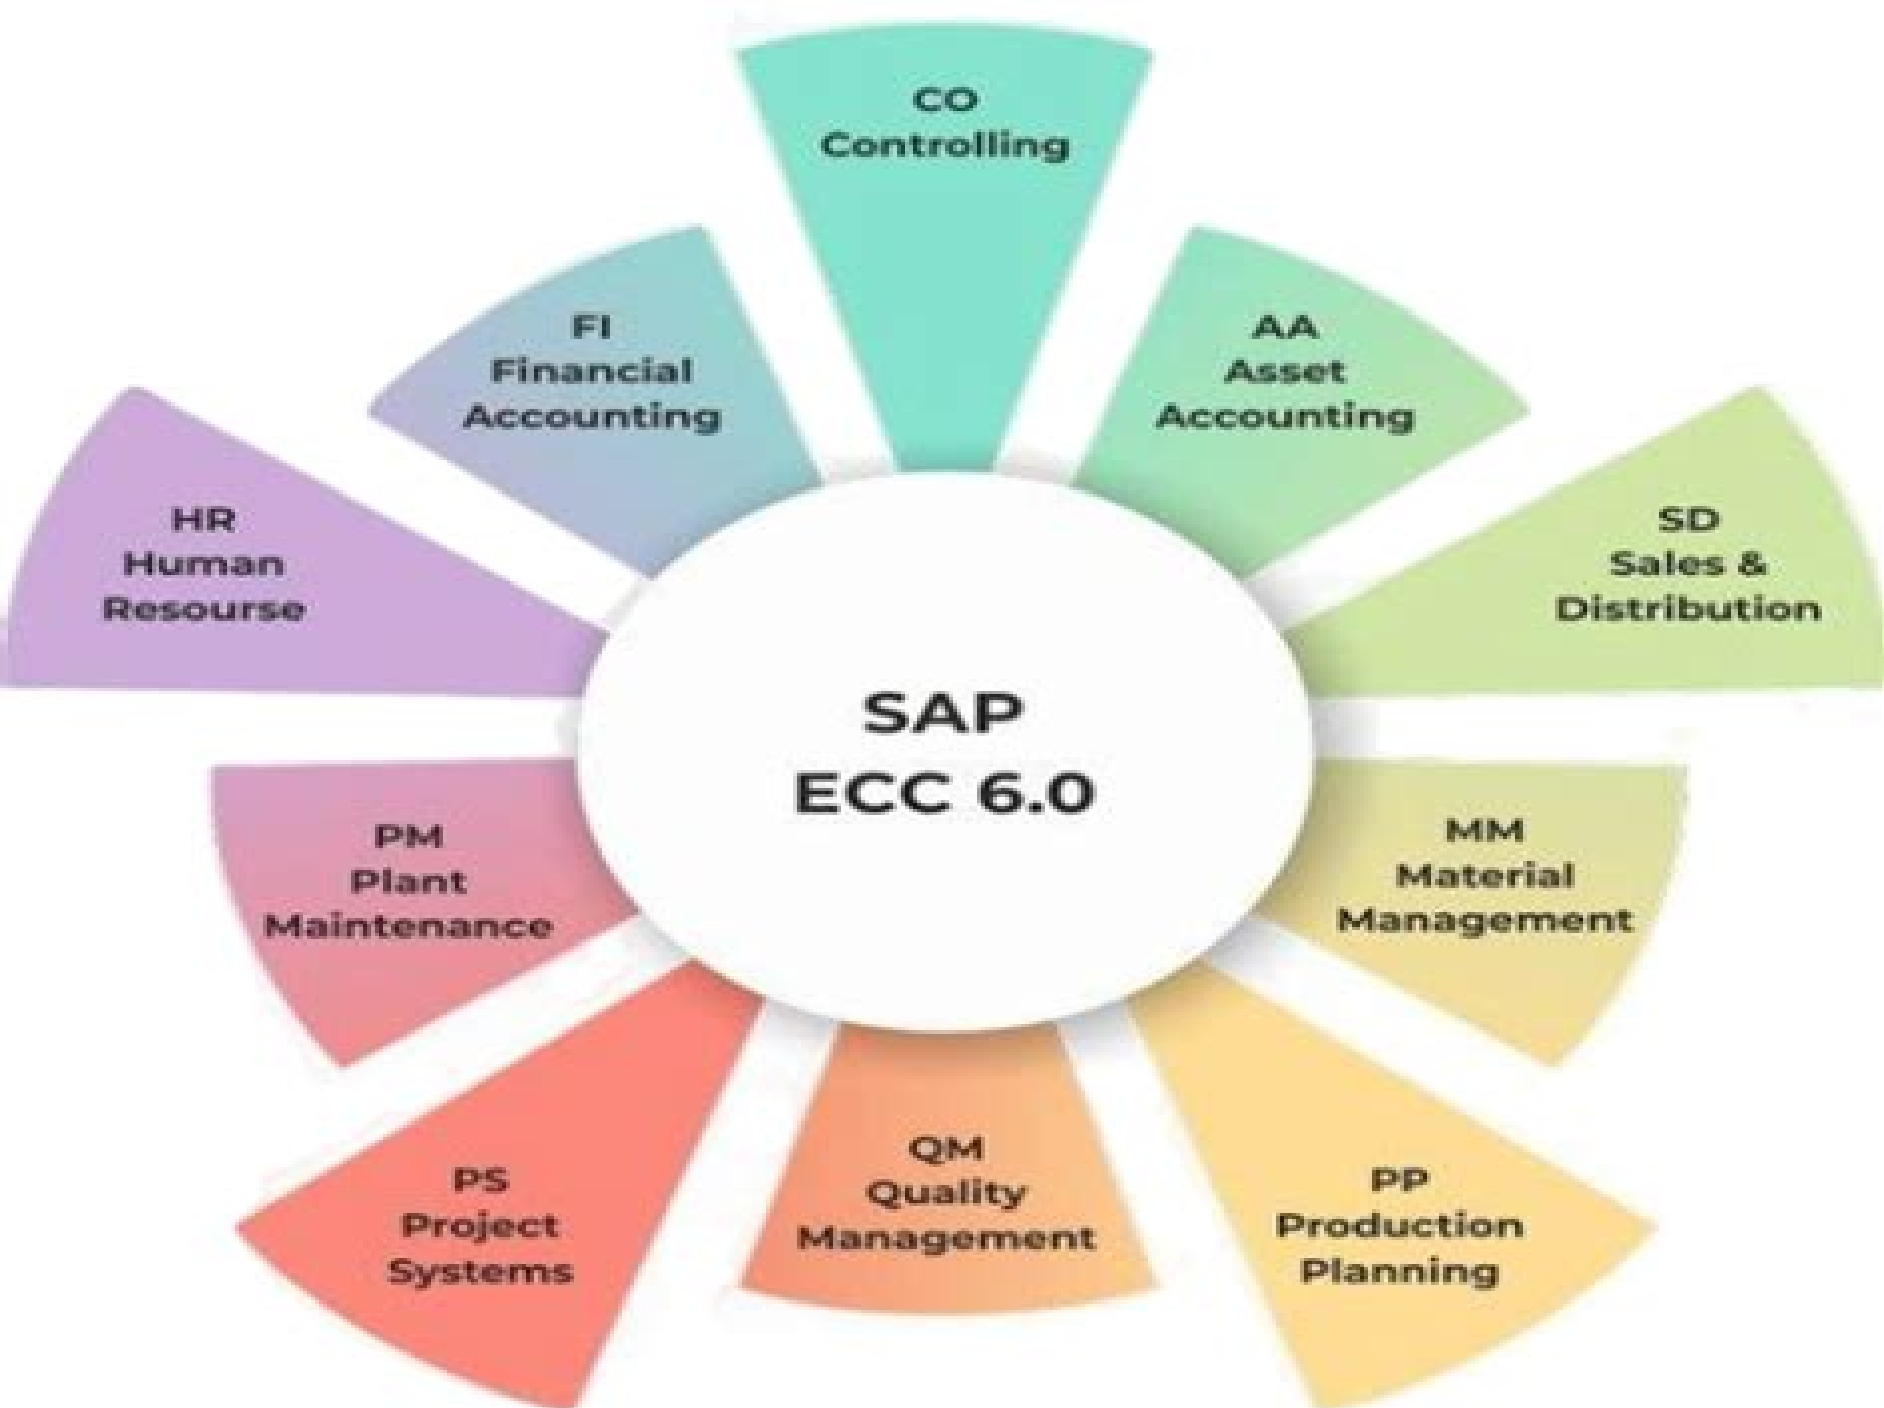 CO
Controlling
FI
Financial
Accounting
AA
Asset
Accounting
HR
Human
Resourse
SD
Sales &
Distribution
SAP
ECC 6.0
PM
Plant
Maintenance
MM
Material
Management
PS
Project
Systems
QM
Quality
Management
PP
Production
Planning